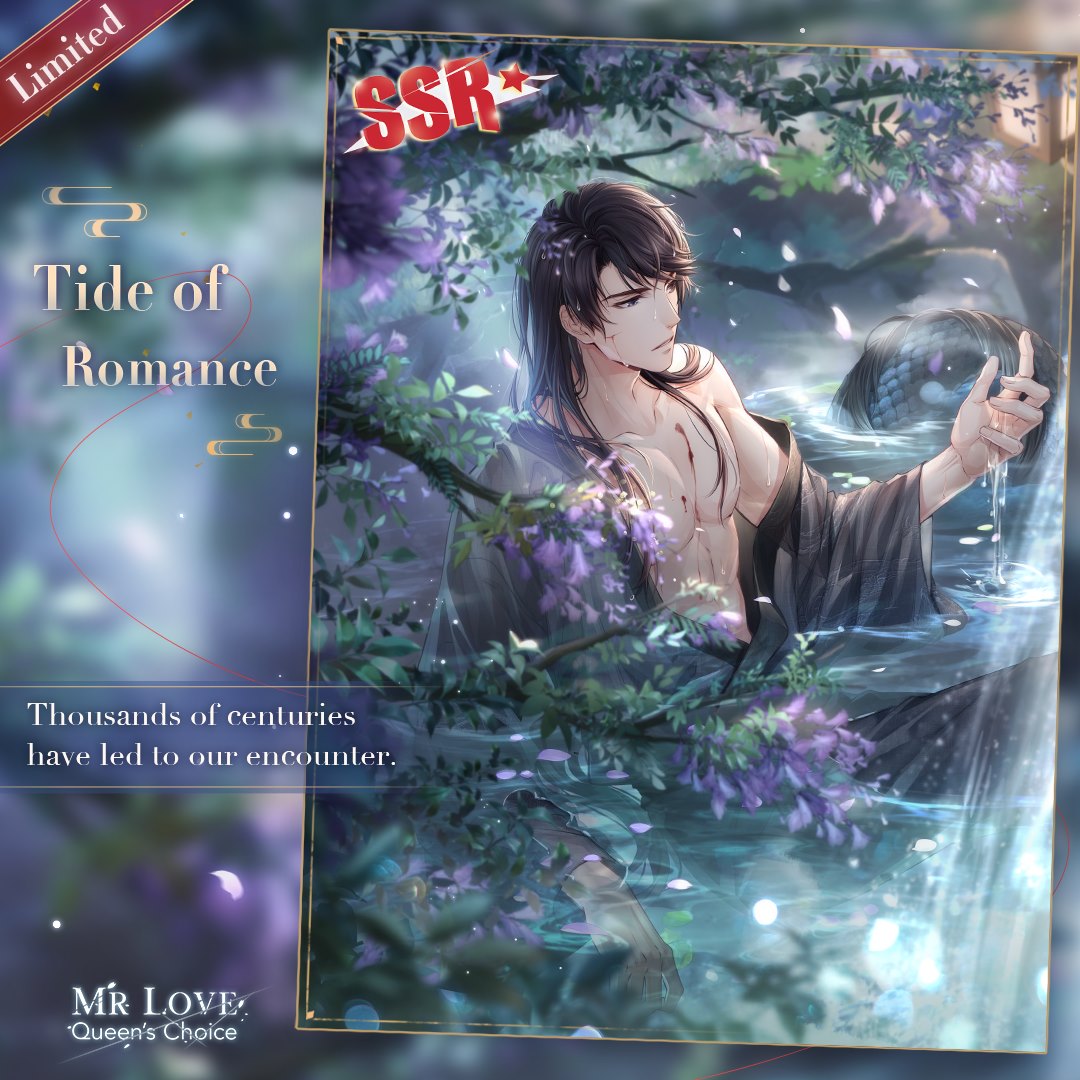 Limited
SSR
Tide of
Romance
Thousands of centuries
have led to our encounter.
MR LOVE
Queen's Choice